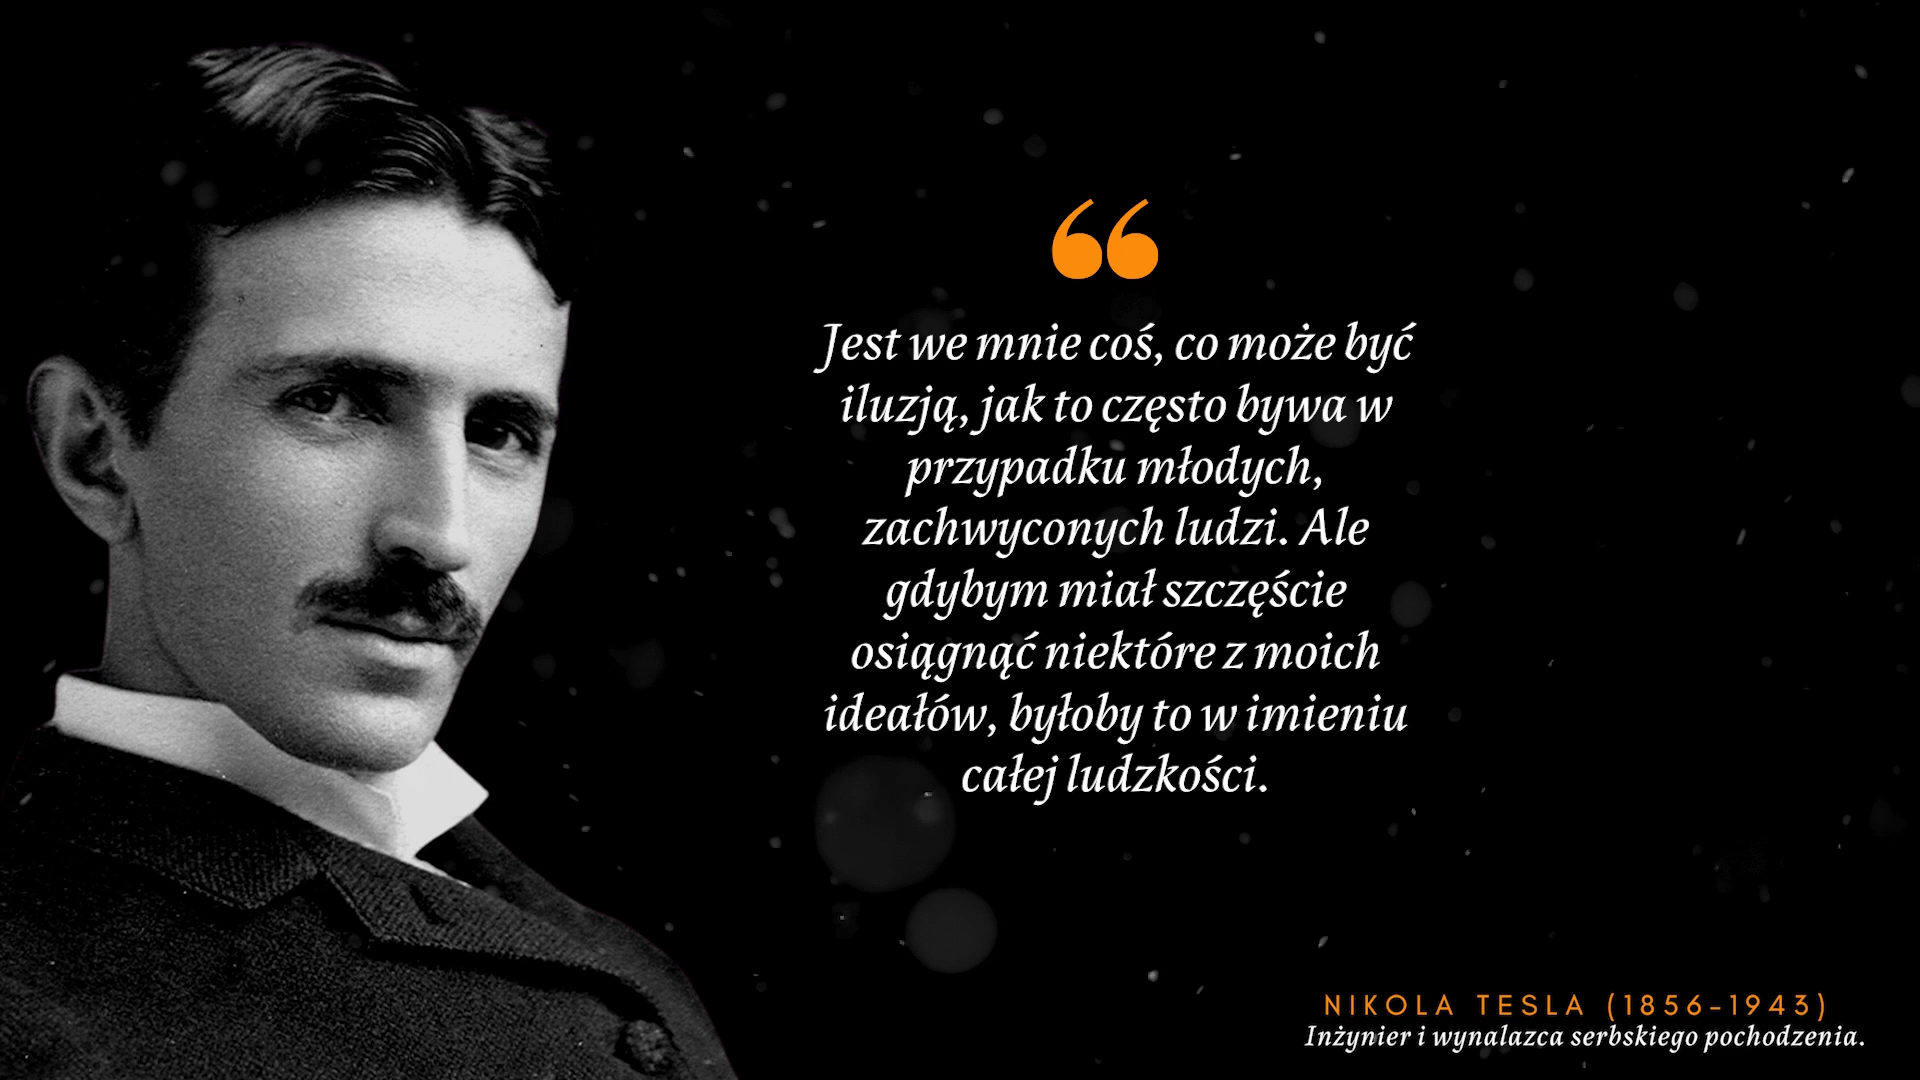 ❝
Jest we mnie coś, co może być
iluzją, jak to często bywa w
przypadku młodych,
zachwyconych ludzi. Ale
gdybym miał szczęście
osiągnąć niektóre z moich
ideałów, byłoby to w imieniu
całej ludzkości.
NIKOLA TESLA (1856-1943)
Inżynier i wynalazca serbskiego pochodzenia.